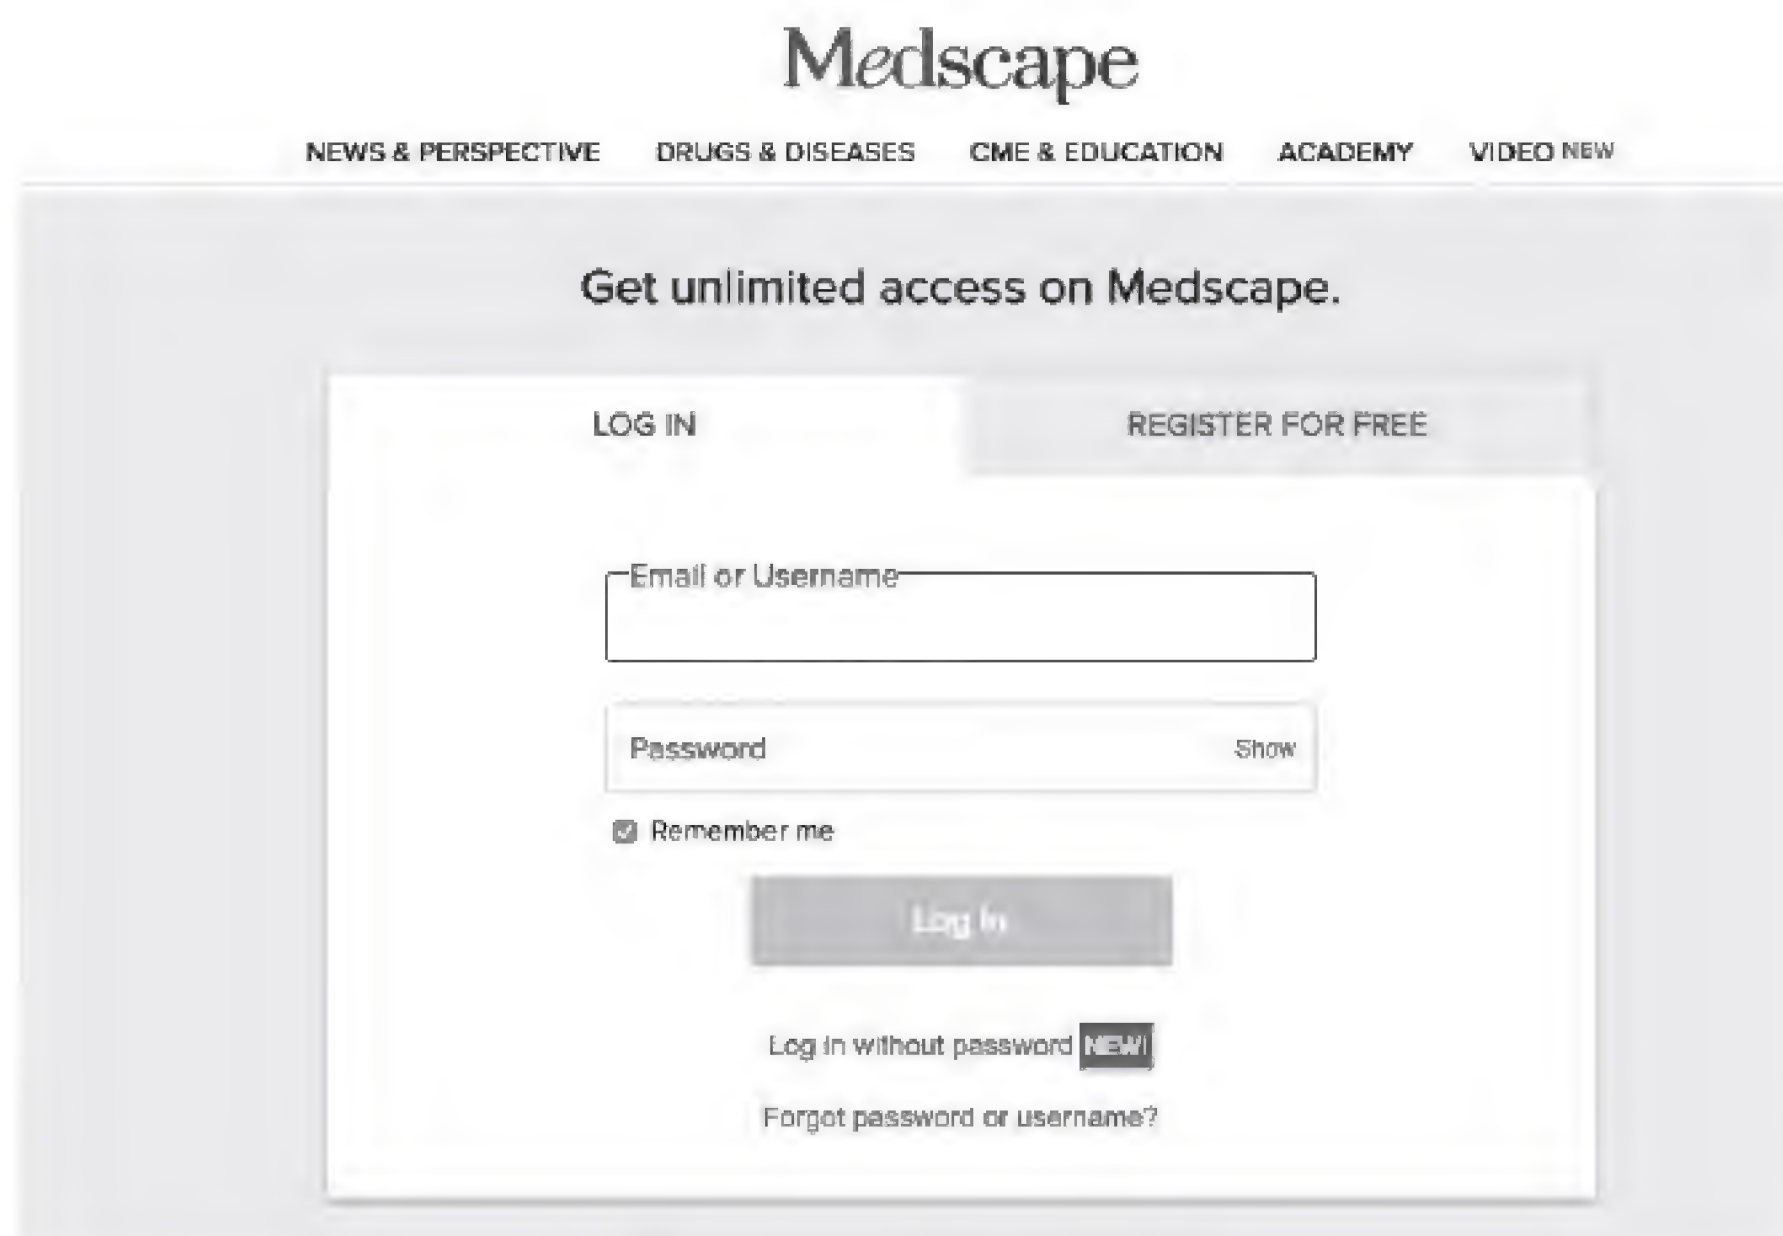 Medscape
NEWS & PERSPECTIVE DRUGS & DISEASES CME & EDUCATION ACADEMY VIDEO NEW
Get unlimited access on Medscape.
LOG IN REGISTER FOR FREE
Email or Username
Password Show
Remember me
Log In
Log in without password NEW!
Forgot password or username?